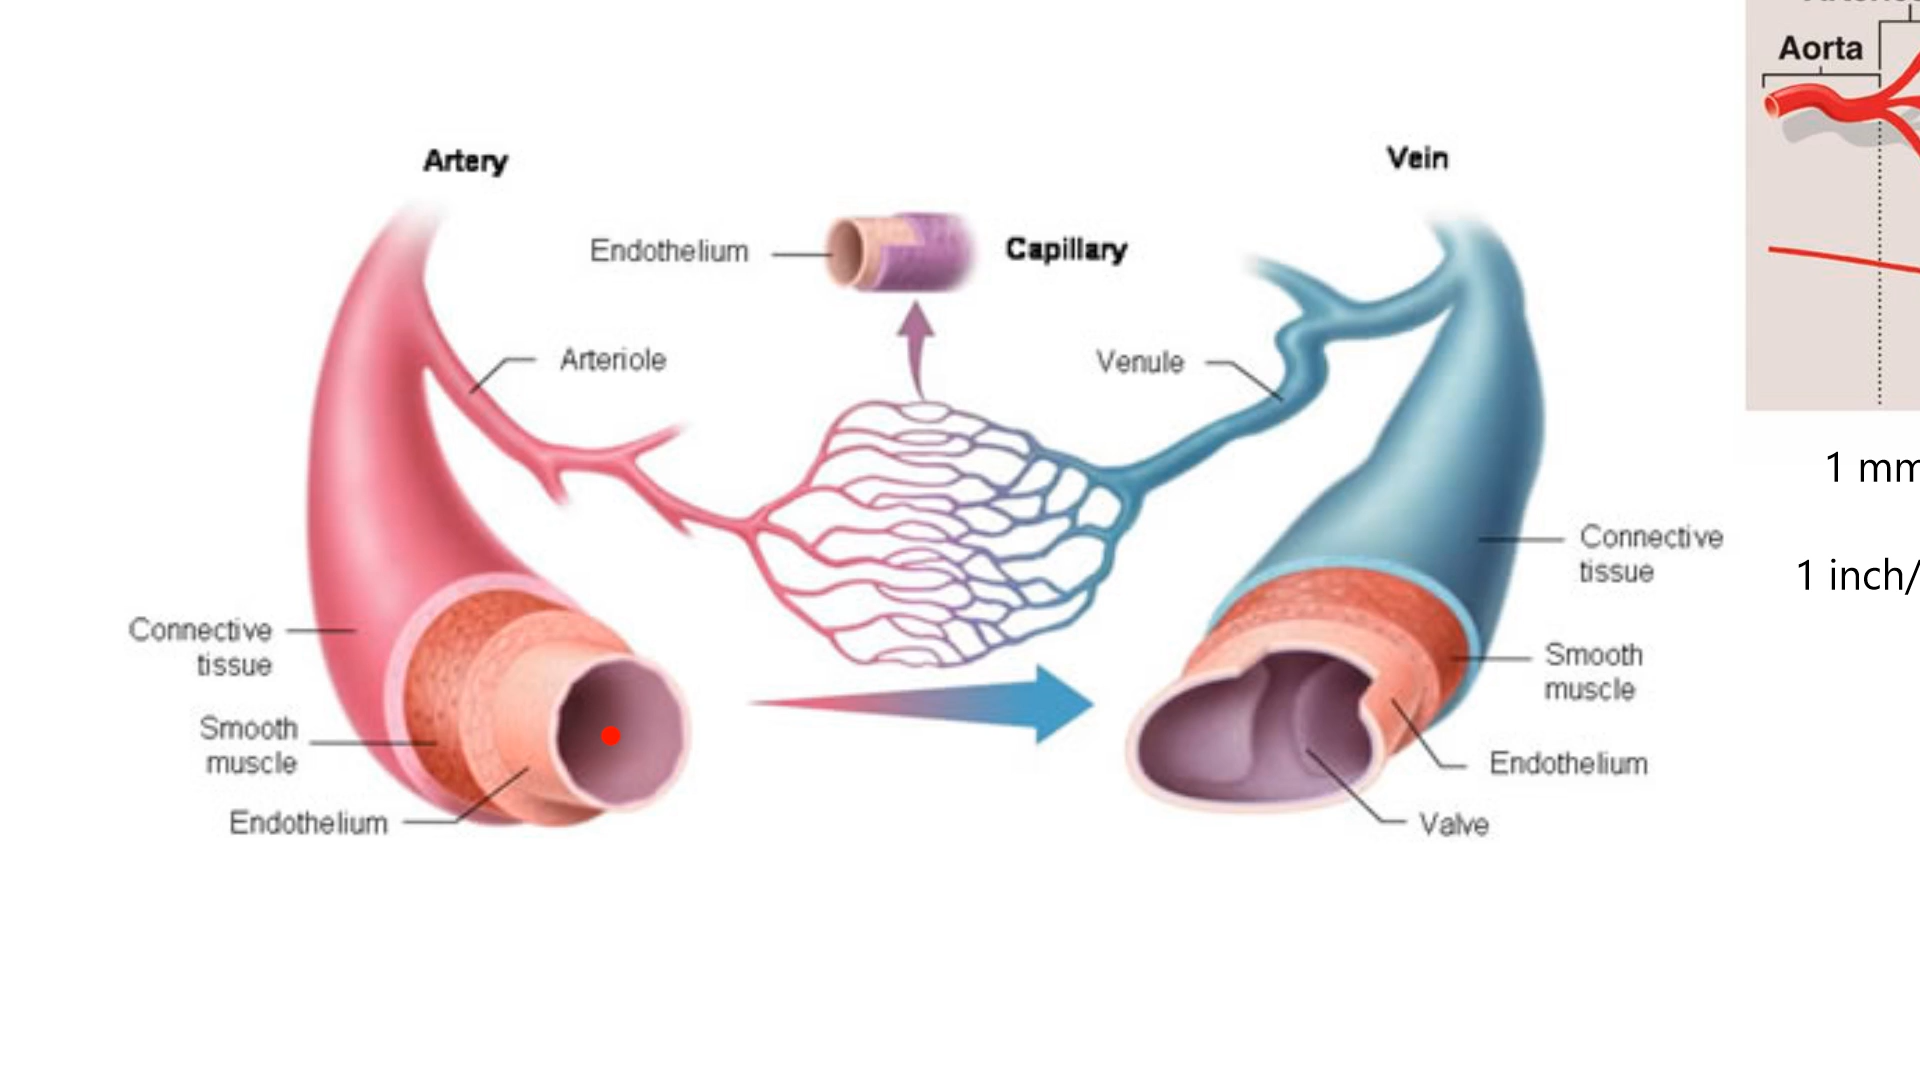 Aorta
Artery
Vein
Endothelium
Capillary
Arteriole
Venule
Connective
tissue
Smooth
muscle
Endothelium
Connective
tissue
Smooth
muscle
Endothelium
Valve
1 mm
1 inch/